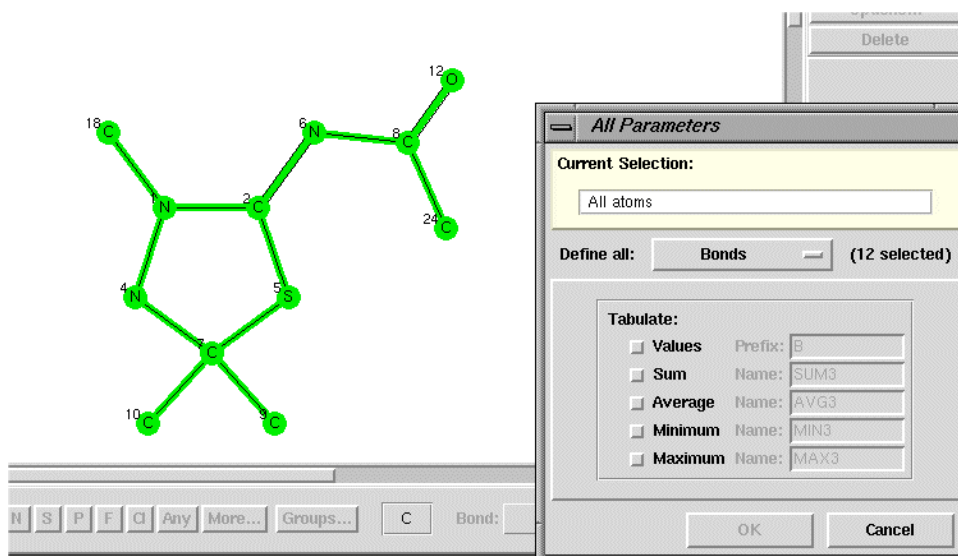 Delete
12 O
18 C
6 N
8 C
1 N
2 C
24 C
4 N
5 S
7 C
10 C
9 C
All Parameters
Current Selection:
All atoms
Define all: Bonds (12 selected)
Tabulate:
Values Prefix: B
Sum Name: SUM3
Average Name: AVG3
Minimum Name: MIN3
Maximum Name: MAX3
OK Cancel
N S P F Cl Any More... Groups... C Bond: